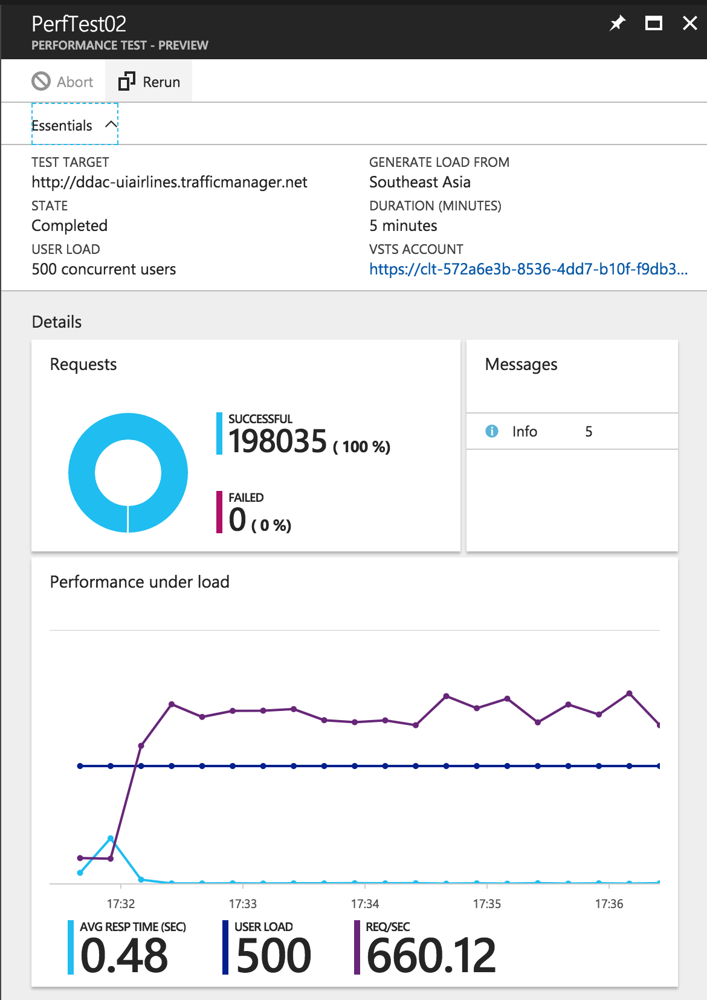 PerfTest02
PERFORMANCE TEST - PREVIEW
Abort
Rerun
Essentials
TEST TARGET
http://ddac-uiairlines.trafficmanager.net
STATE
Completed
USER LOAD
500 concurrent users
GENERATE LOAD FROM
Southeast Asia
DURATION (MINUTES)
5 minutes
VSTS ACCOUNT
https://clt-572a6e3b-8536-4dd7-b10f-f9db3...
Details
Requests
SUCCESSFUL
198035 ( 100 %)
FAILED
0 ( 0 %)
Messages
Info 5
Performance under load
17:32 17:33 17:34 17:35 17:36
AVG RESP TIME (SEC)
0.48
USER LOAD
500
REQ/SEC
660.12